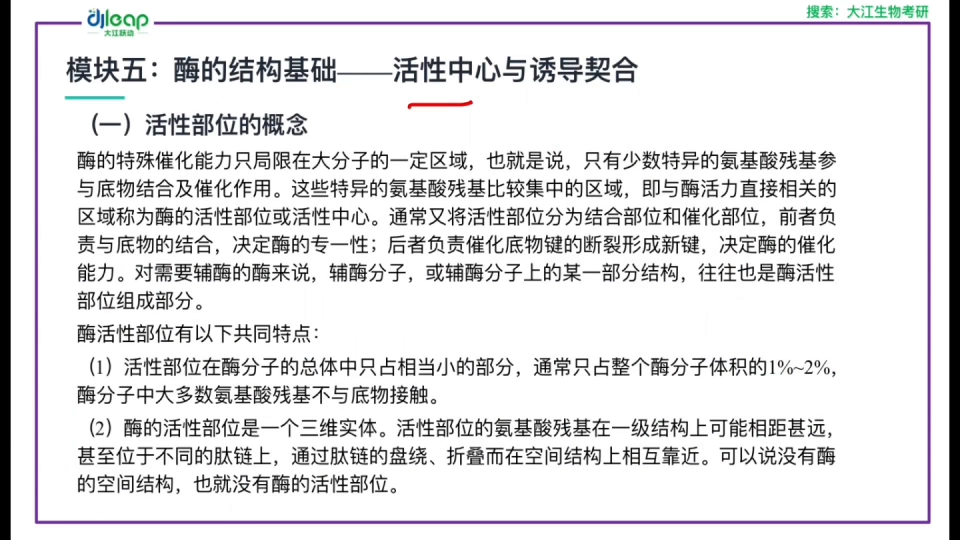 djleap
大江跃动
搜索：大江生物考研
模块五：酶的结构基础——活性中心与诱导契合
（一）活性部位的概念
酶的特殊催化能力只局限在大分子的一定区域，也就是说，只有少数特异的氨基酸残基参
与底物结合及催化作用。这些特异的氨基酸残基比较集中的区域，即与酶活力直接相关的
区域称为酶的活性部位或活性中心。通常又将活性部位分为结合部位和催化部位，前者负
责与底物的结合，决定酶的专一性；后者负责催化底物键的断裂形成新键，决定酶的催化
能力。对需要辅酶的酶来说，辅酶分子，或辅酶分子上的某一部分结构，往往也是酶活性
部位组成部分。
酶活性部位有以下共同特点：
（1）活性部位在酶分子的总体中只占相当小的部分，通常只占整个酶分子体积的1%~2%，
酶分子中大多数氨基酸残基不与底物接触。
（2）酶的活性部位是一个三维实体。活性部位的氨基酸残基在一级结构上可能相距甚远，
甚至位于不同的肽链上，通过肽链的盘绕、折叠而在空间结构上相互靠近。可以说没有酶
的空间结构，也就没有酶的活性部位。